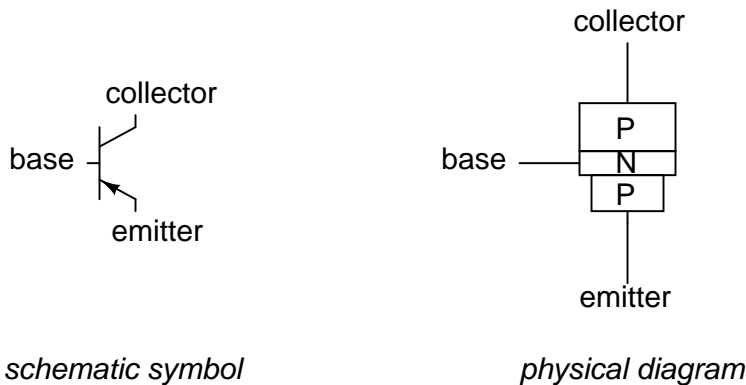 collector
collector
P
base
base
N
P
emitter
emitter
schematic symbol
physical diagram